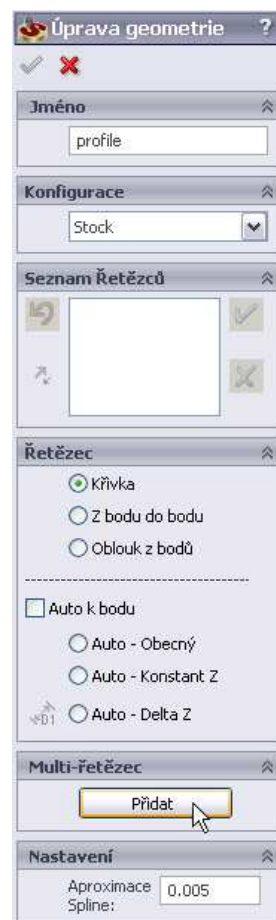 Úprava geometrie ?
Jméno
profile
Konfigurace
Stock
Seznam Řetězců
Řetězec
Křivka
Z bodu do bodu
Oblouk z bodů
Auto k bodu
Auto - Obecný
Auto - Konstant Z
D1 Auto - Delta Z
Multi-řetězec
Přidat
Nastavení
Aproximace 0.005
Spline: